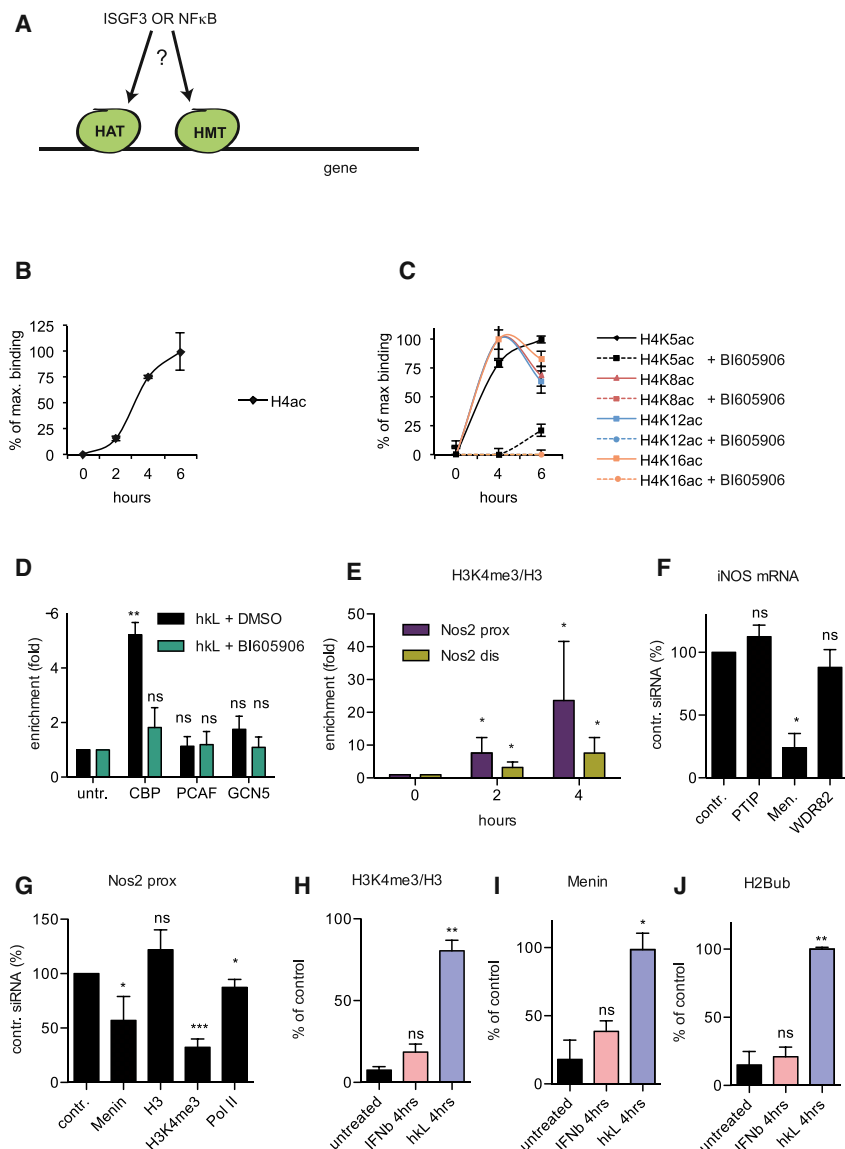 A
ISGF3 OR NFκB
?
HAT
HMT
gene
B
% of max. binding
125
100
75
50
25
0
0 2 4 6
hours
H4ac
C
% of max binding
100
75
50
25
0
0 4 6
hours
H4K5ac
H4K5ac + BI605906
H4K8ac
H4K8ac + BI605906
H4K12ac
H4K12ac + BI605906
H4K16ac
H4K16ac + BI605906
D
enrichment (fold)
6
4
2
0
hkL + DMSO
hkL + BI605906
** ns ns ns ns ns
untr. CBP PCAF GCN5
E
H3K4me3/H3
enrichment (fold)
50
40
30
20
10
0
Nos2 prox
Nos2 dis
* * * *
0 2 4
hours
F
iNOS mRNA
contr. siRNA (%)
100
50
0
ns * ns
contr. PTIP Men. WDR82
G
Nos2 prox
contr. siRNA (%)
150
100
50
0
* ns *** *
contr. Menin H3 H3K4me3 Pol II
H
H3K4me3/H3
% of control
100
50
0
ns **
untreated IFNb 4hrs hkL 4hrs
I
Menin
% of control
100
50
0
ns *
untreated IFNb 4hrs hkL 4hrs
J
H2Bub
% of control
100
50
0
ns **
untreated IFNb 4hrs hkL 4hrs